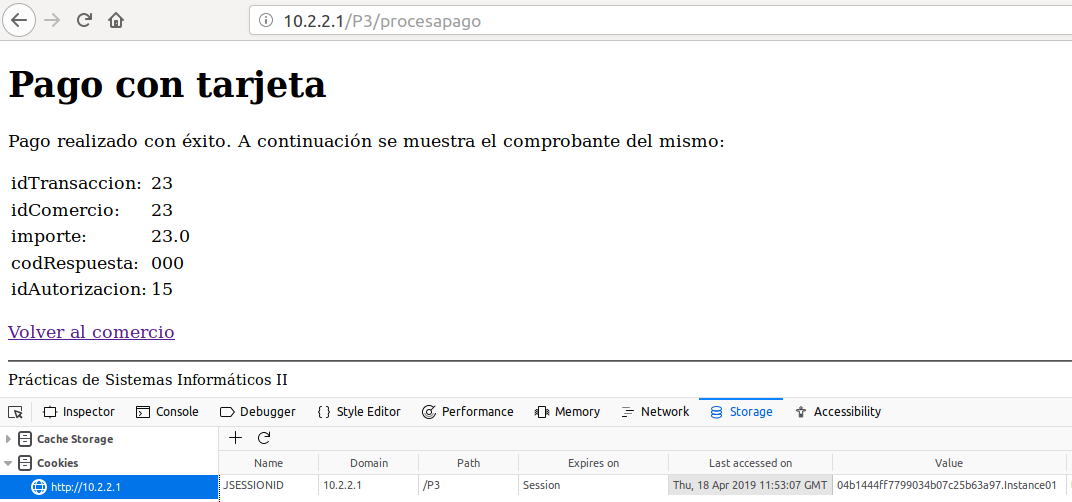 10.2.2.1/P3/procesapago
Pago con tarjeta
Pago realizado con éxito. A continuación se muestra el comprobante del mismo:
idTransaccion: 23
idComercio: 23
importe: 23.0
codRespuesta: 000
idAutorizacion: 15
Volver al comercio
Prácticas de Sistemas Informáticos II
Inspector Console Debugger {} Style Editor Performance Memory Network Storage Accessibility
Cache Storage
Cookies
Name Domain Path Expires on Last accessed on Value
http://10.2.2.1 JSESSIONID 10.2.2.1 /P3 Session Thu, 18 Apr 2019 11:53:07 GMT 04b1444ff7799034b07c25b63a97.Instance01